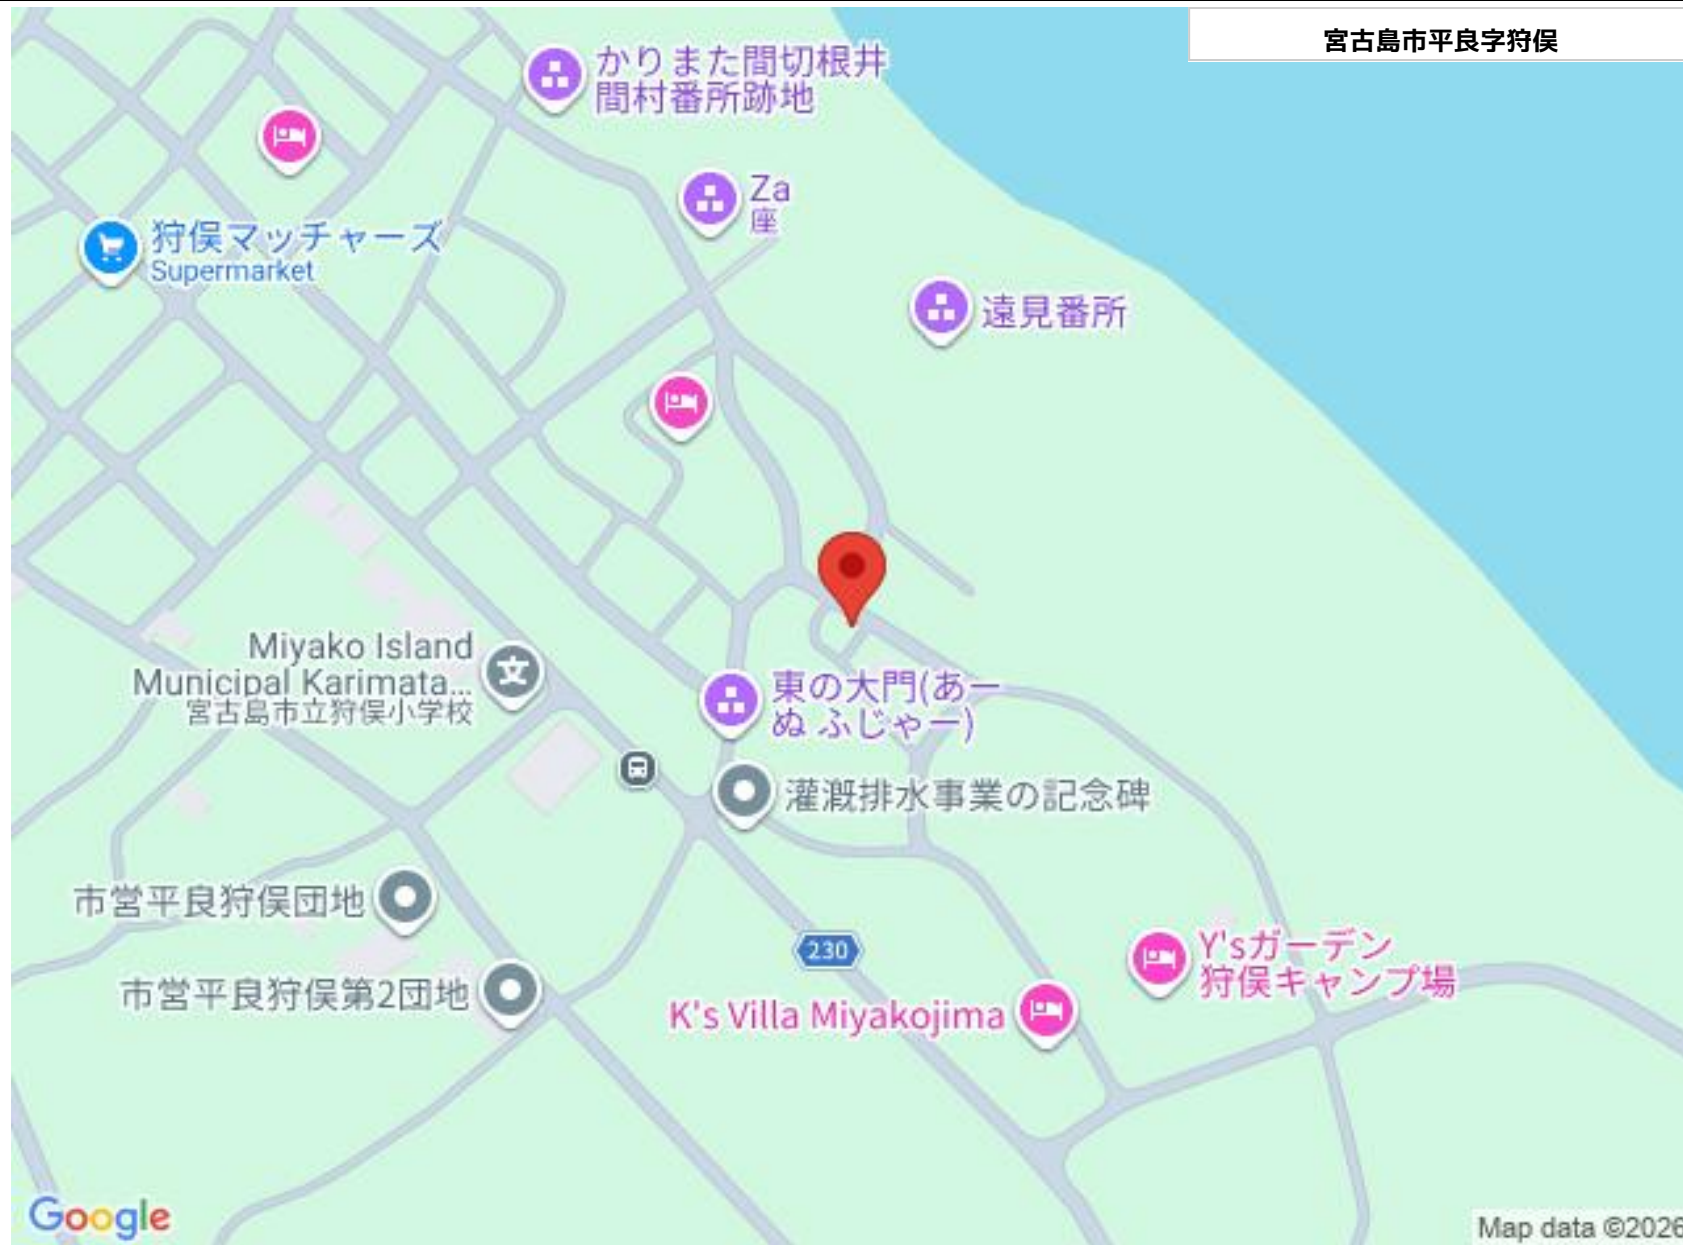 宮古島市平良字狩俣
かりまた間切根井
間村番所跡地
Za
座
狩俣マッチャーズ
Supermarket
遠見番所
Miyako Island
Municipal Karimata...
宮古島市立狩俣小学校
文
東の大門(あー
ぬ ふじゃー)
灌漑排水事業の記念碑
市営平良狩俣団地
230
Y'sガーデン
狩俣キャンプ場
市営平良狩俣第2団地
K's Villa Miyakojima
Google
Map data ©2026